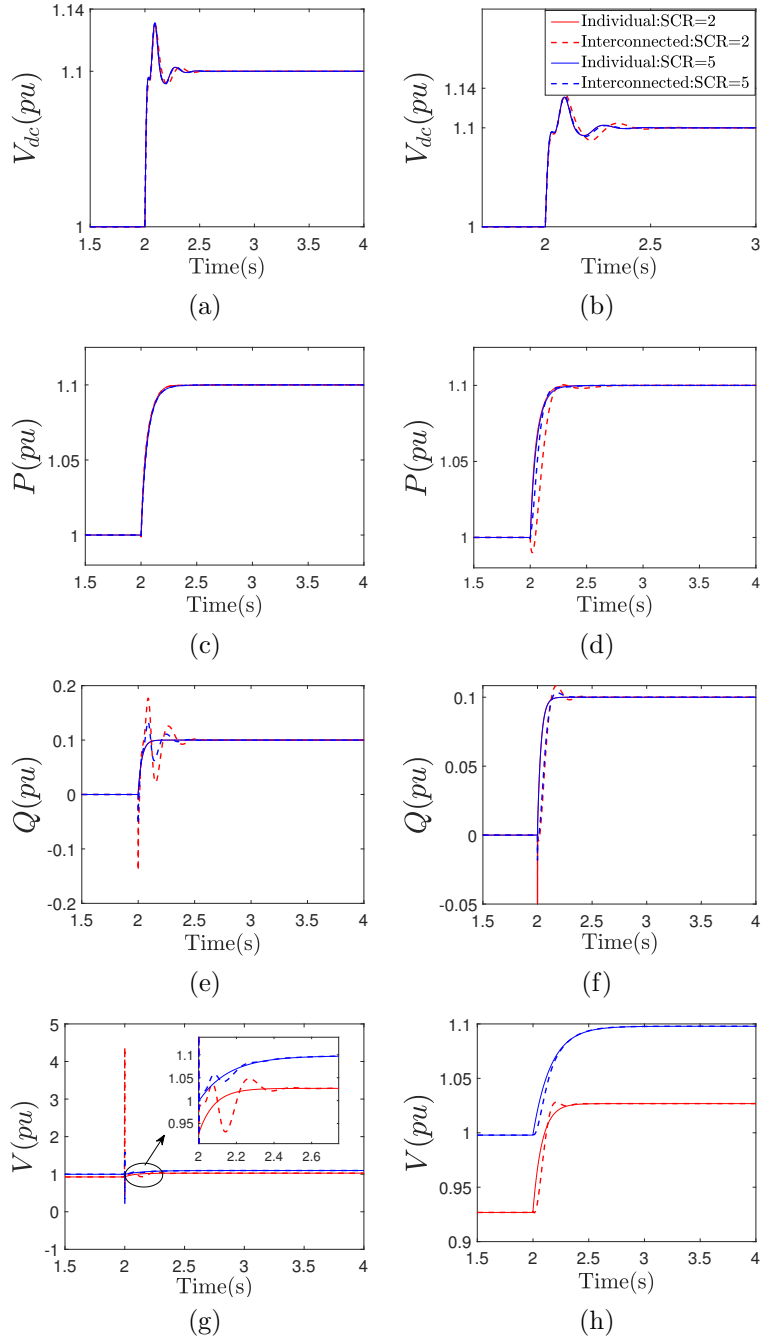 1.14
1.1
1
V_dc(pu)
1.5 2 2.5 3 3.5 4
Time(s)
(a)
Individual:SCR=2
Interconnected:SCR=2
Individual:SCR=5
Interconnected:SCR=5
1.14
1.1
1
V_dc(pu)
2 2.5 3
Time(s)
(b)
1.10
1.05
1
P(pu)
1.5 2 2.5 3 3.5 4
Time(s)
(c)
1.10
1.05
1
P(pu)
1.5 2 2.5 3 3.5 4
Time(s)
(d)
0.2
0.1
0
-0.1
-0.2
Q(pu)
1.5 2 2.5 3 3.5 4
Time(s)
(e)
0.1
0.05
0
-0.05
Q(pu)
1.5 2 2.5 3 3.5 4
Time(s)
(f)
5
4
3
2
1
0
-1
V(pu)
1.1
1.05
1
0.95
2 2.2 2.4 2.6
1.5 2 2.5 3 3.5 4
Time(s)
(g)
1.1
1.05
1
0.95
0.9
V(pu)
1.5 2 2.5 3 3.5 4
Time(s)
(h)